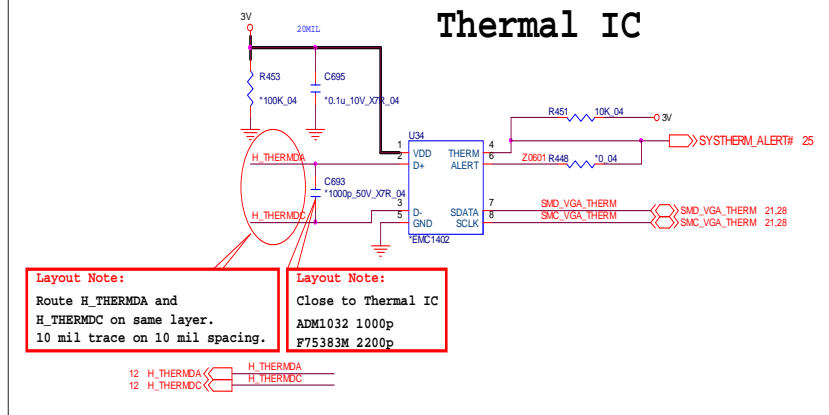 Thermal IC
3V
20MIL
R453
*100K_04
C695
*0.1u_10V_X7R_04
R451
10K_04
3V
U34
1
VDD
THERM
4
2
D+
ALERT
6
H_THERMDA
Z0601
R448
*0_04
SYSTHERM_ALERT# 25
C693
*1000p_50V_X7R_04
3
D-
SDATA
7
5
GND
SCLK
8
H_THERMDC
SMD_VGA_THERM
SMD_VGA_THERM 21,28
SMC_VGA_THERM
SMC_VGA_THERM 21,28
*EMC1402
Layout Note:
Route H_THERMDA and
H_THERMDC on same layer.
10 mil trace on 10 mil spacing.
Layout Note:
Close to Thermal IC
ADM1032 1000p
F75383M 2200p
12 H_THERMDA
H_THERMDA
12 H_THERMDC
H_THERMDC